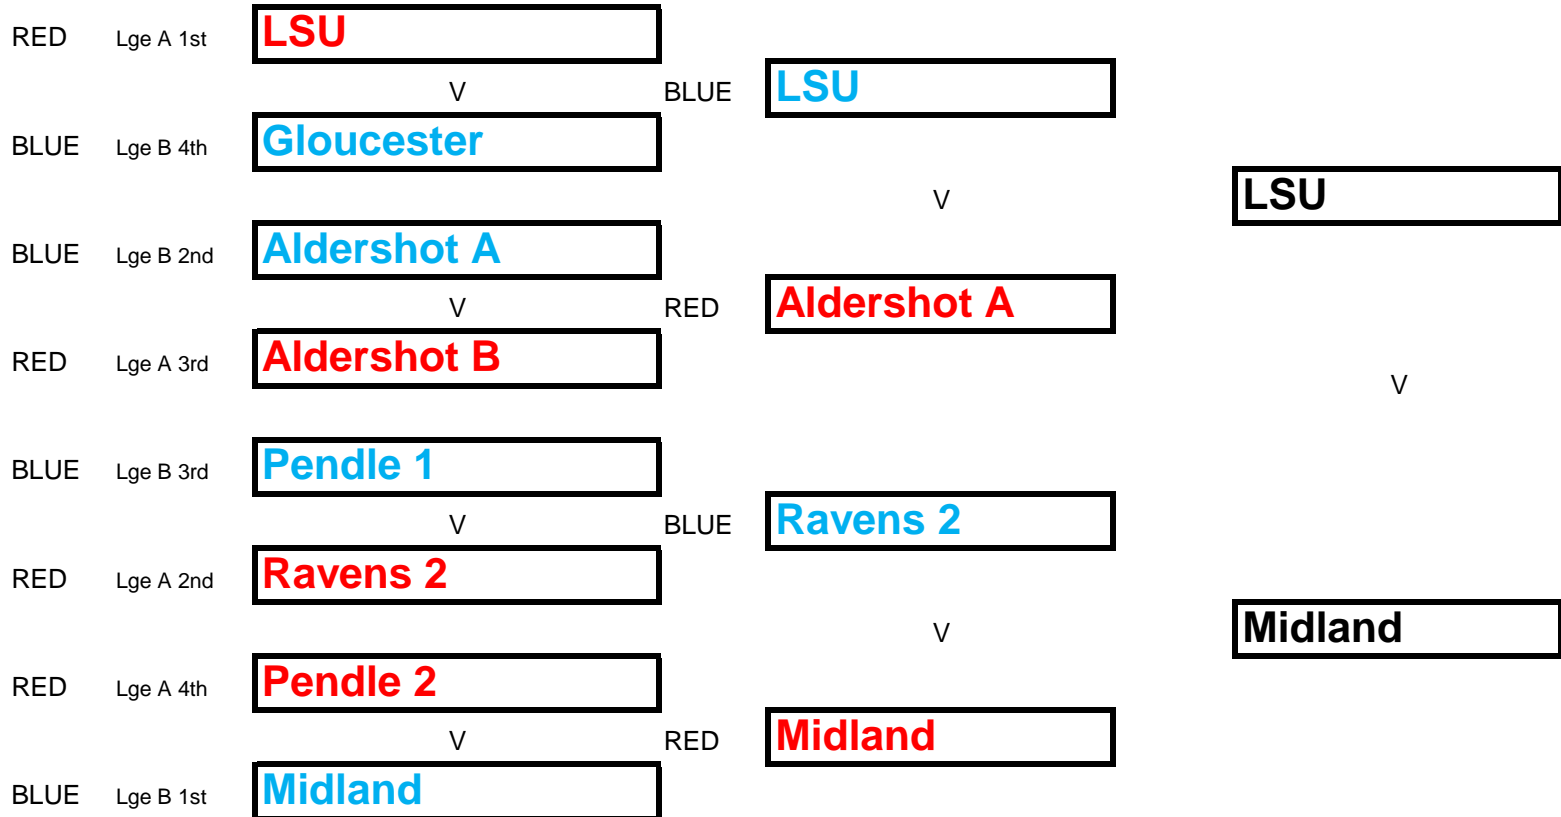 RED Lge A 1st LSU
V BLUE LSU
BLUE Lge B 4th Gloucester
V LSU
BLUE Lge B 2nd Aldershot A
V RED Aldershot A
RED Lge A 3rd Aldershot B
V
BLUE Lge B 3rd Pendle 1
V BLUE Ravens 2
RED Lge A 2nd Ravens 2
V Midland
RED Lge A 4th Pendle 2
V RED Midland
BLUE Lge B 1st Midland